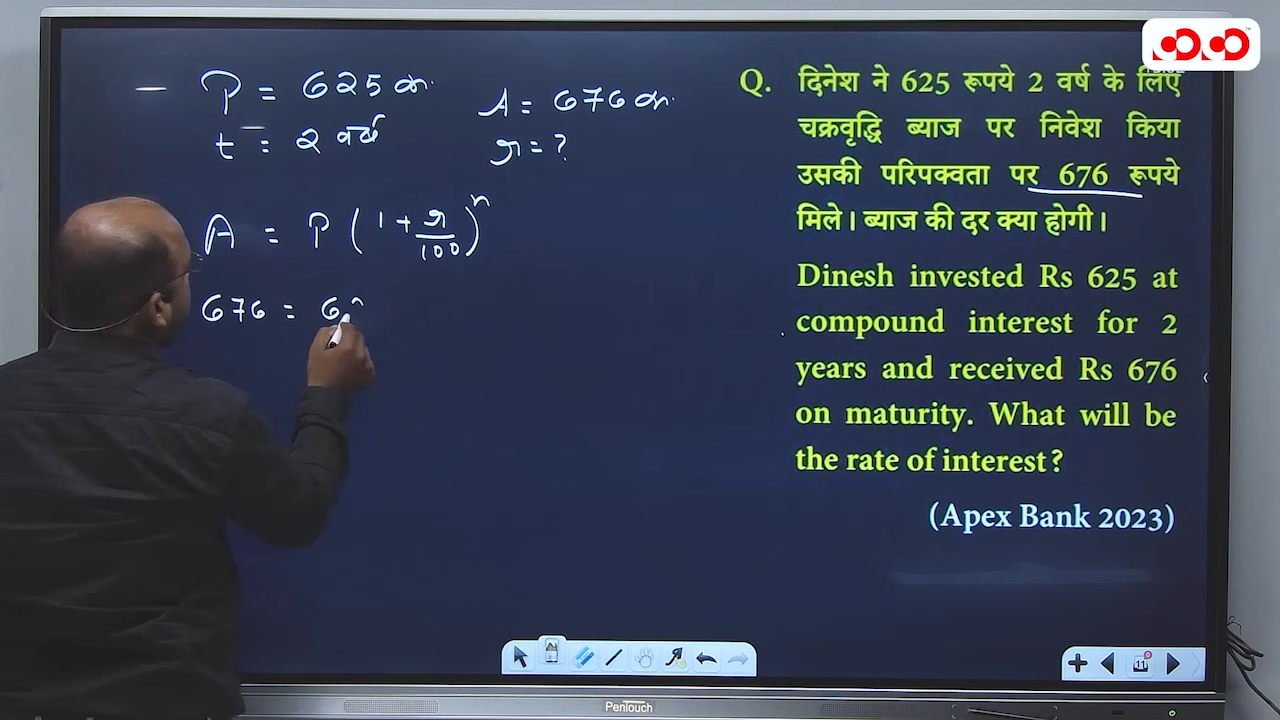 P = 625 रु.
t = 2 वर्ष
A = 676 रु.
r = ?
A = P ( 1 + r/100 )^n
676 = 62
Q. दिनेश ने 625 रूपये 2 वर्ष के लिए
चक्रवृद्धि ब्याज पर निवेश किया
उसकी परिपक्वता पर 676 रूपये
मिले। ब्याज की दर क्या होगी।
Dinesh invested Rs 625 at
compound interest for 2
years and received Rs 676
on maturity. What will be
the rate of interest?
(Apex Bank 2023)
11
PenTouch